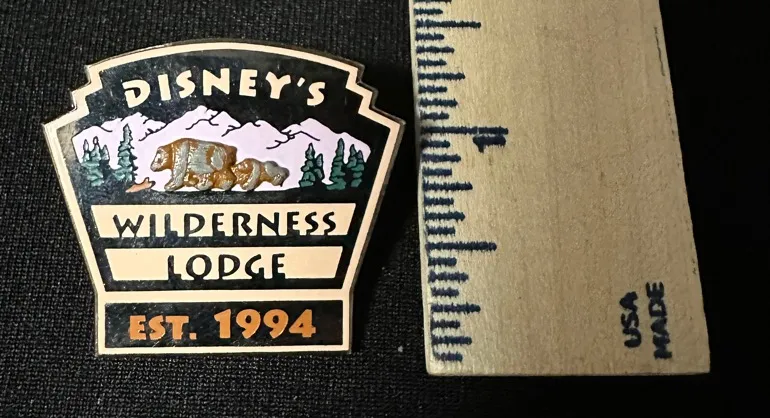 DISNEY'S
WILDERNESS
LODGE
EST. 1994
1
USA
MADE